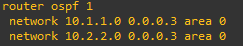 router ospf 1
 network 10.1.1.0 0.0.0.3 area 0
 network 10.2.2.0 0.0.0.3 area 0